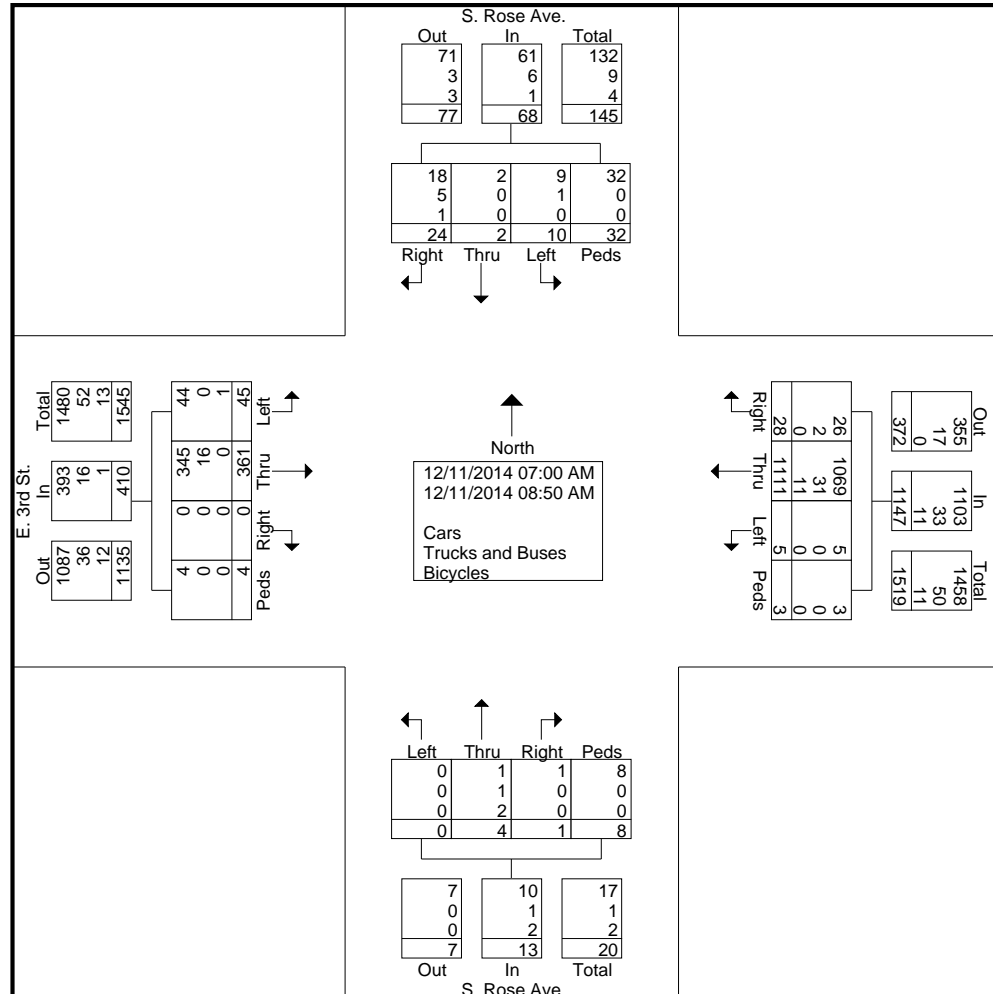 S. Rose Ave.
Out In Total
71 61 132
3 6 9
3 1 4
77 68 145
18 2 9 32
5 0 1 0
1 0 0 0
24 2 10 32
Right Thru Left Peds
E. 3rd St.
Total In Out
1480 393 1087
52 16 36
13 1 12
1545 410 1135
44 345 0 4
0 16 0 0
1 0 0 0
45 361 0 4
Left Thru Right Peds
North
12/11/2014 07:00 AM
12/11/2014 08:50 AM
Cars
Trucks and Buses
Bicycles
Right Thru Left Peds
28 1111 5 3
0 11 0 0
2 31 0 0
26 1069 5 3
Out In Total
355 1103 1458
17 33 50
0 11 11
372 1147 1519
Left Thru Right Peds
0 1 1 8
0 1 0 0
0 2 0 0
0 4 1 8
7 10 17
0 1 1
0 2 2
7 13 20
Out In Total
S. Rose Ave.